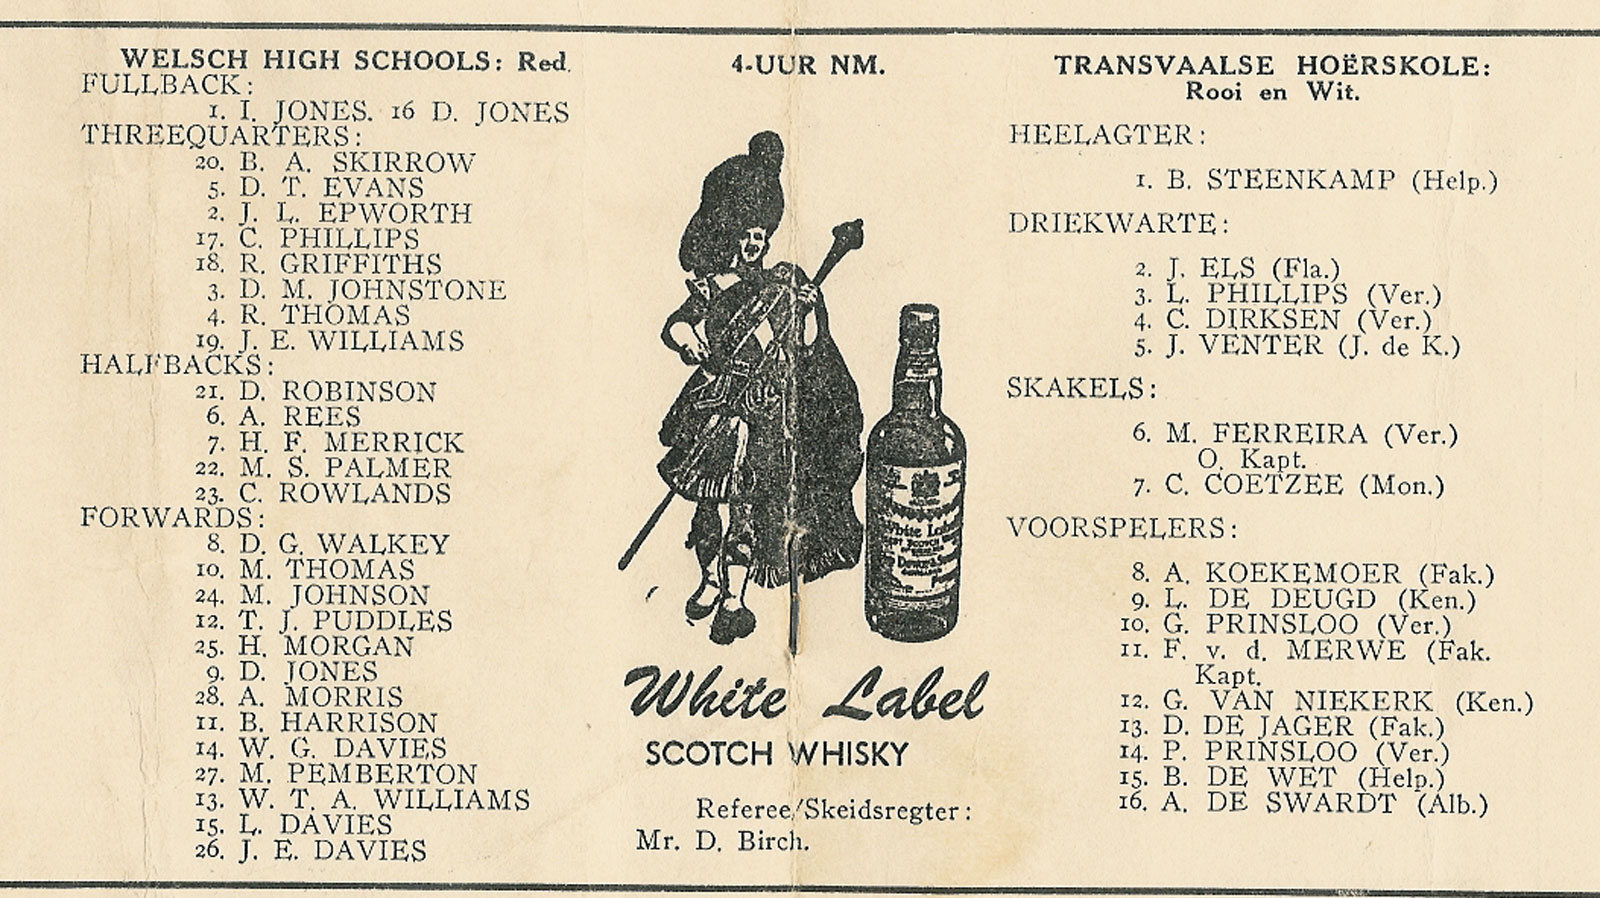 WELSCH HIGH SCHOOLS: Red.
FULLBACK:
1. I. JONES. 16 D. JONES
THREEQUARTERS:
20. B. A. SKIRROW
5. D. T. EVANS
2. J. L. EPWORTH
17. C. PHILLIPS
18. R. GRIFFITHS
3. D. M. JOHNSTONE
4. R. THOMAS
19. J. E. WILLIAMS
HALFBACKS:
21. D. ROBINSON
6. A. REES
7. H. F. MERRICK
22. M. S. PALMER
23. C. ROWLANDS
FORWARDS:
8. D. G. WALKEY
10. M. THOMAS
24. M. JOHNSON
12. T. J. PUDDLES
25. H. MORGAN
9. D. JONES
28. A. MORRIS
11. B. HARRISON
14. W. G. DAVIES
27. M. PEMBERTON
13. W. T. A. WILLIAMS
15. L. DAVIES
26. J. E. DAVIES
4-UUR NM.
White Label
White Label
SCOTCH WHISKY
Referee/Skeidsregter:
Mr. D. Birch.
TRANSVAALSE HOËRSKOLE:
Rooi en Wit.
HEELAGTER:
1. B. STEENKAMP (Help.)
DRIEKWARTE:
2. J. ELS (Fla.)
3. L. PHILLIPS (Ver.)
4. C. DIRKSEN (Ver.)
5. J. VENTER (J. de K.)
SKAKELS:
6. M. FERREIRA (Ver.)
O. Kapt.
7. C. COETZEE (Mon.)
VOORSPELERS:
8. A. KOEKEMOER (Fak.)
9. L. DE DEUGD (Ken.)
10. G. PRINSLOO (Ver.)
11. F. v. d. MERWE (Fak.
Kapt.
12. G. VAN NIEKERK (Ken.)
13. D. DE JAGER (Fak.)
14. P. PRINSLOO (Ver.)
15. B. DE WET (Help.)
16. A. DE SWARDT (Alb.)